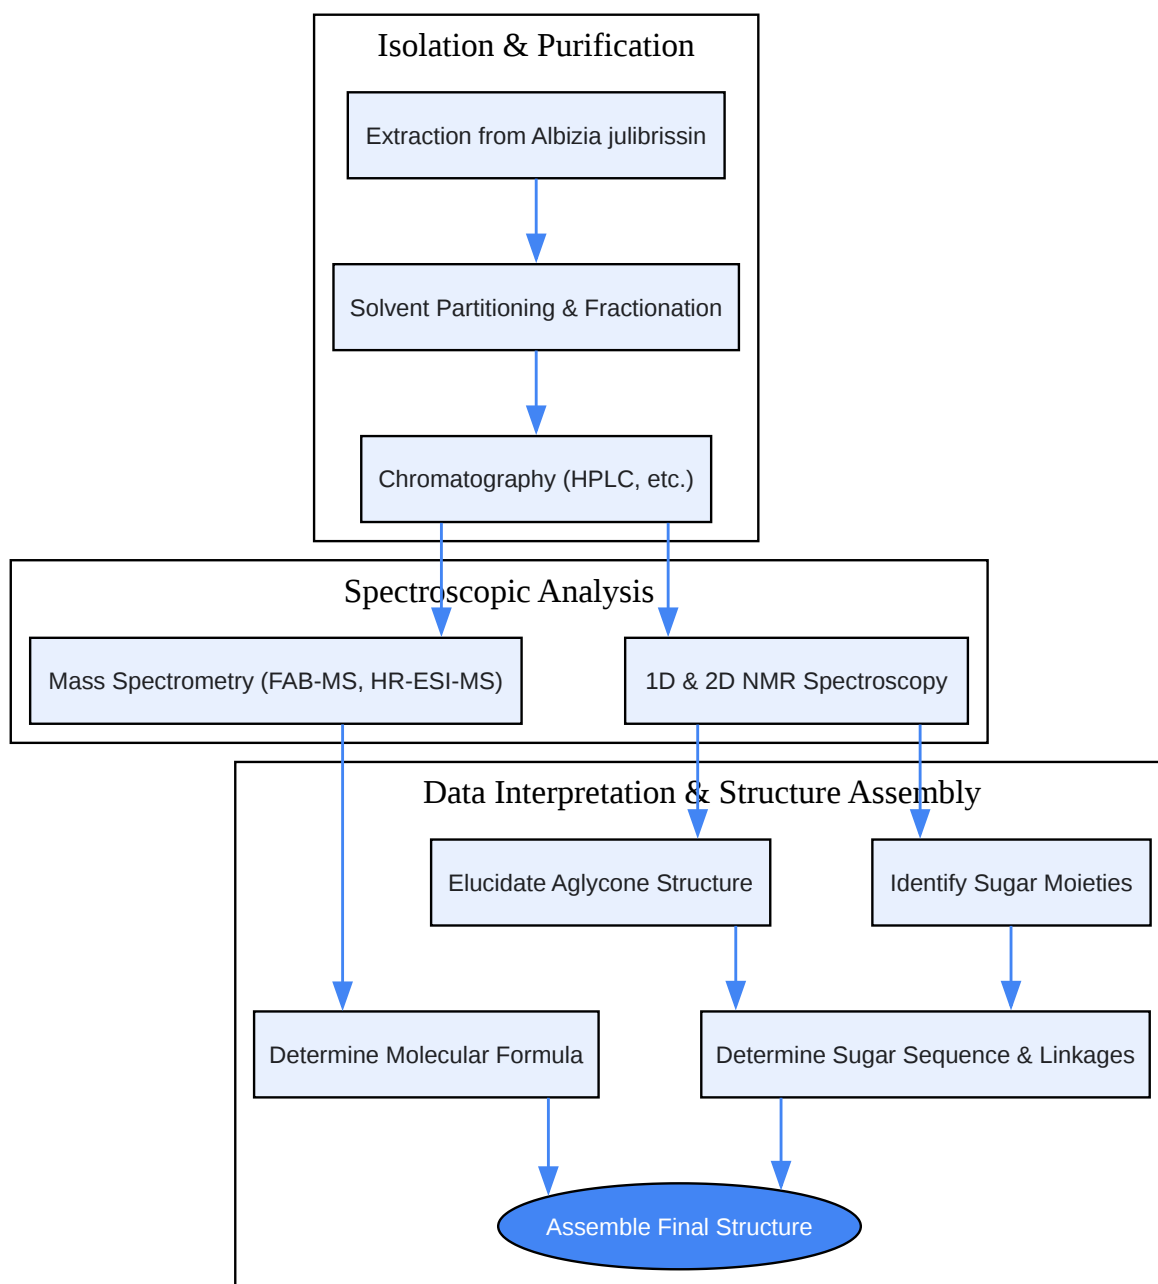 Isolation & Purification
Extraction from Albizia julibrissin
Solvent Partitioning & Fractionation
Chromatography (HPLC, etc.)
Spectroscopic Analysis
Mass Spectrometry (FAB-MS, HR-ESI-MS)
1D & 2D NMR Spectroscopy
Data Interpretation & Structure Assembly
Elucidate Aglycone Structure
Identify Sugar Moieties
Determine Molecular Formula
Determine Sugar Sequence & Linkages
Assemble Final Structure